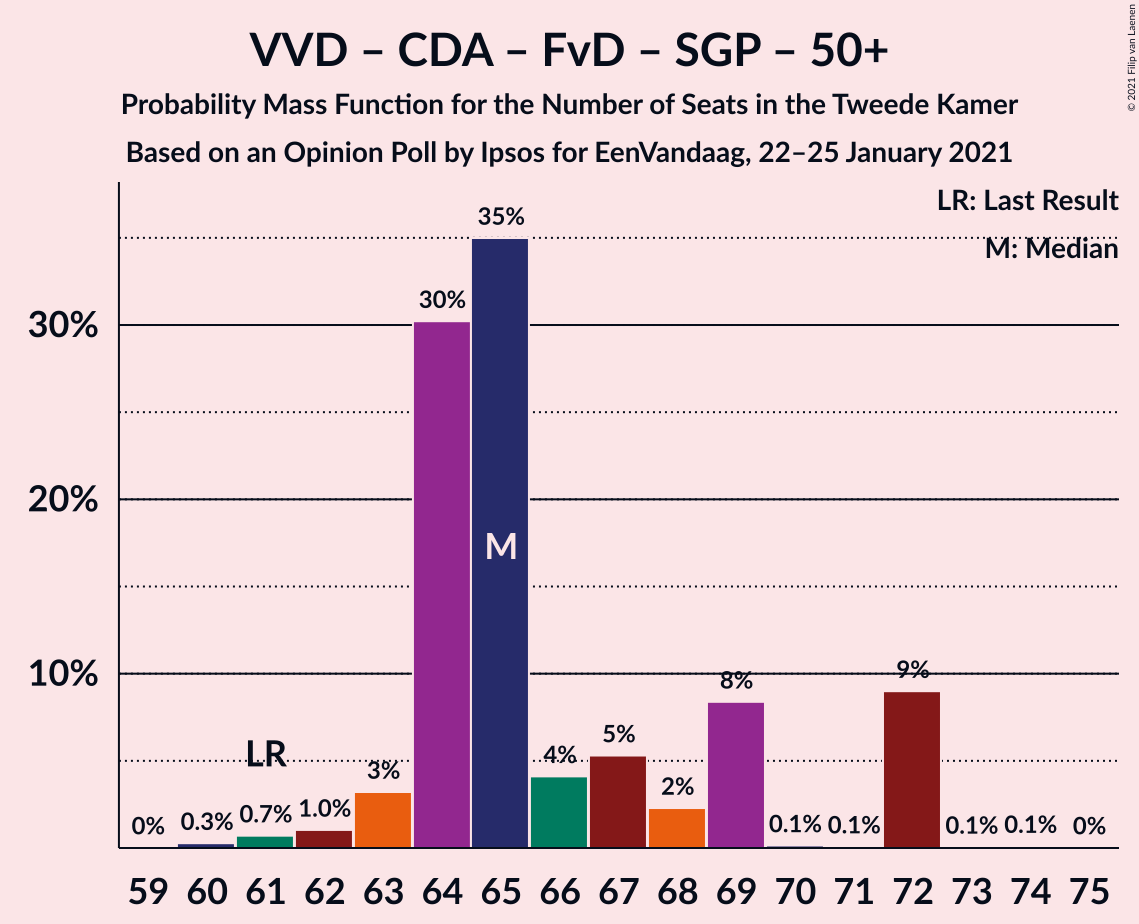 VVD – CDA – FvD – SGP – 50+
Probability Mass Function for the Number of Seats in the Tweede Kamer
Based on an Opinion Poll by Ipsos for EenVandaag, 22–25 January 2021
© 2021 Filip van Laenen
LR: Last Result
M: Median
30%
20%
10%
0%
0.3%
0.7%
1.0%
3%
30%
35%
4%
5%
2%
8%
0.1%
0.1%
9%
0.1%
0.1%
0%
LR
M
59 60 61 62 63 64 65 66 67 68 69 70 71 72 73 74 75